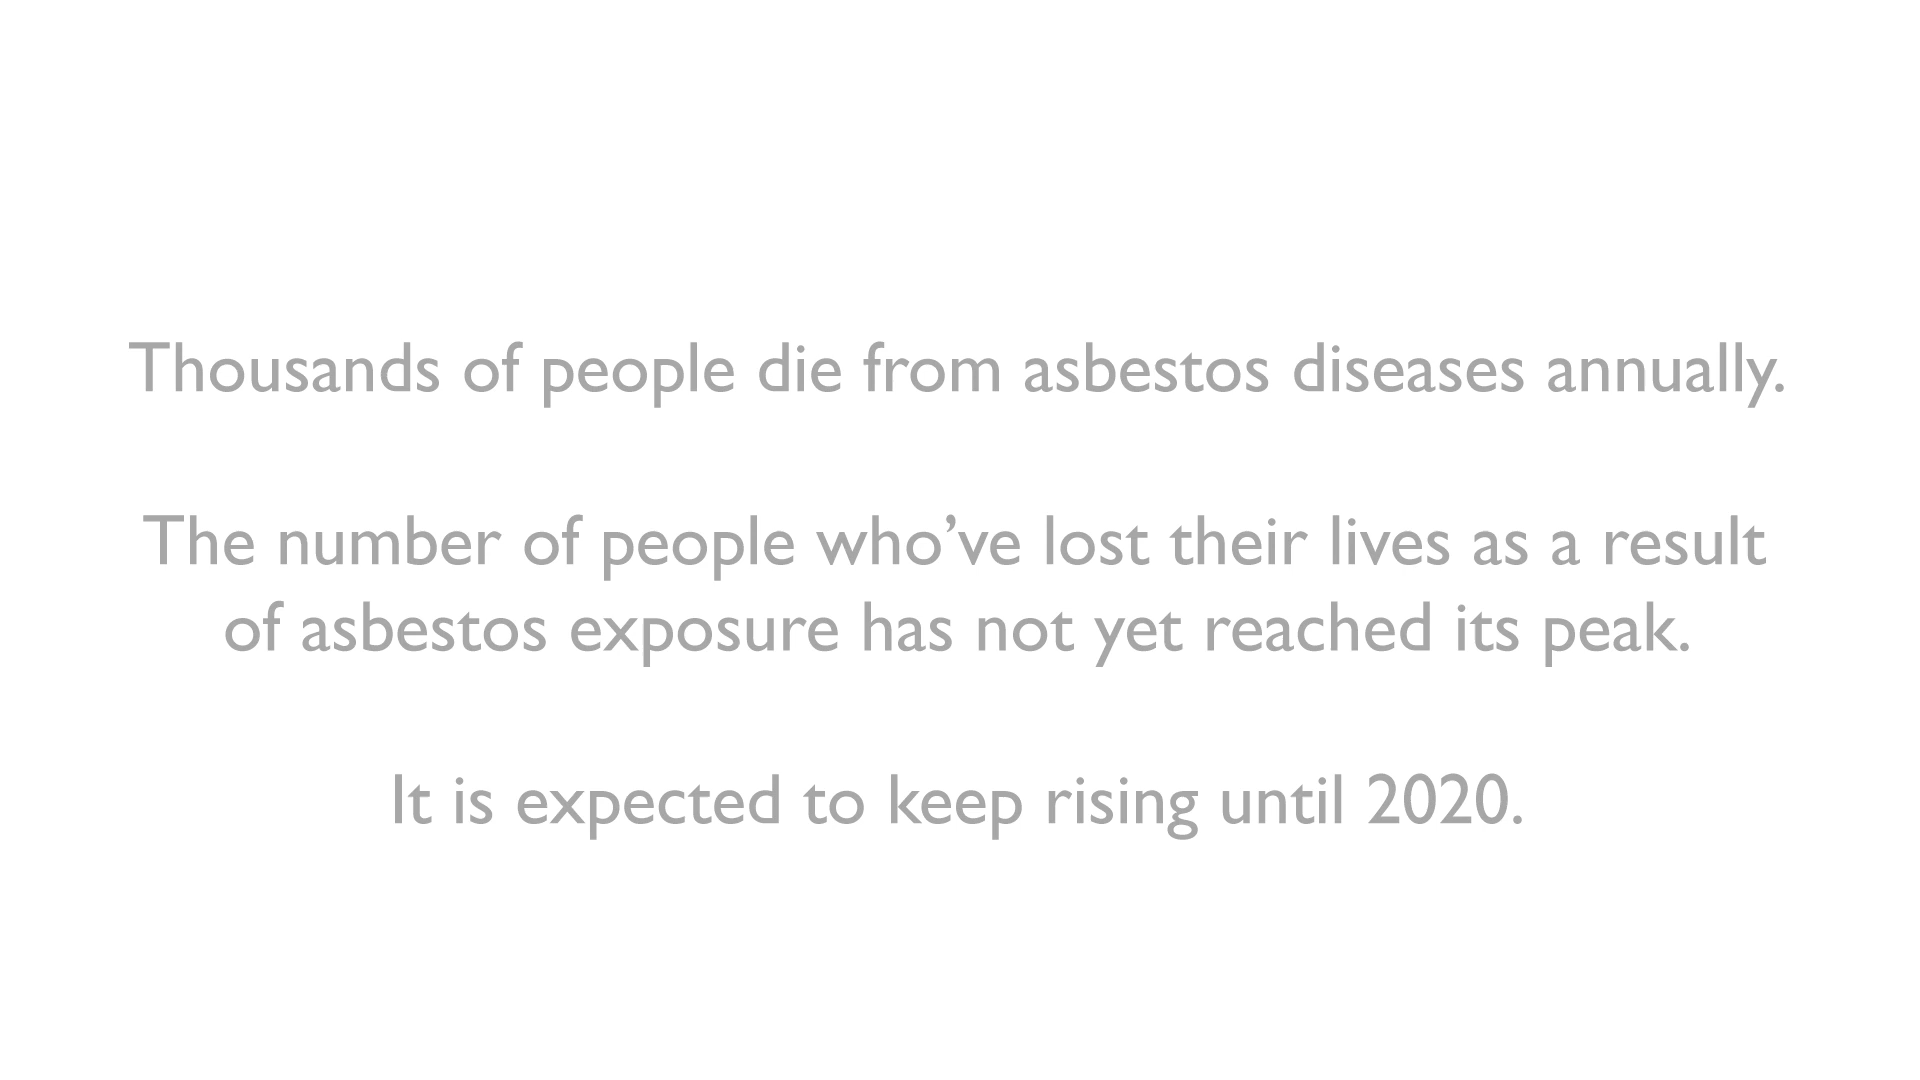 Thousands of people die from asbestos diseases annually.
The number of people who’ve lost their lives as a result
of asbestos exposure has not yet reached its peak.
It is expected to keep rising until 2020.